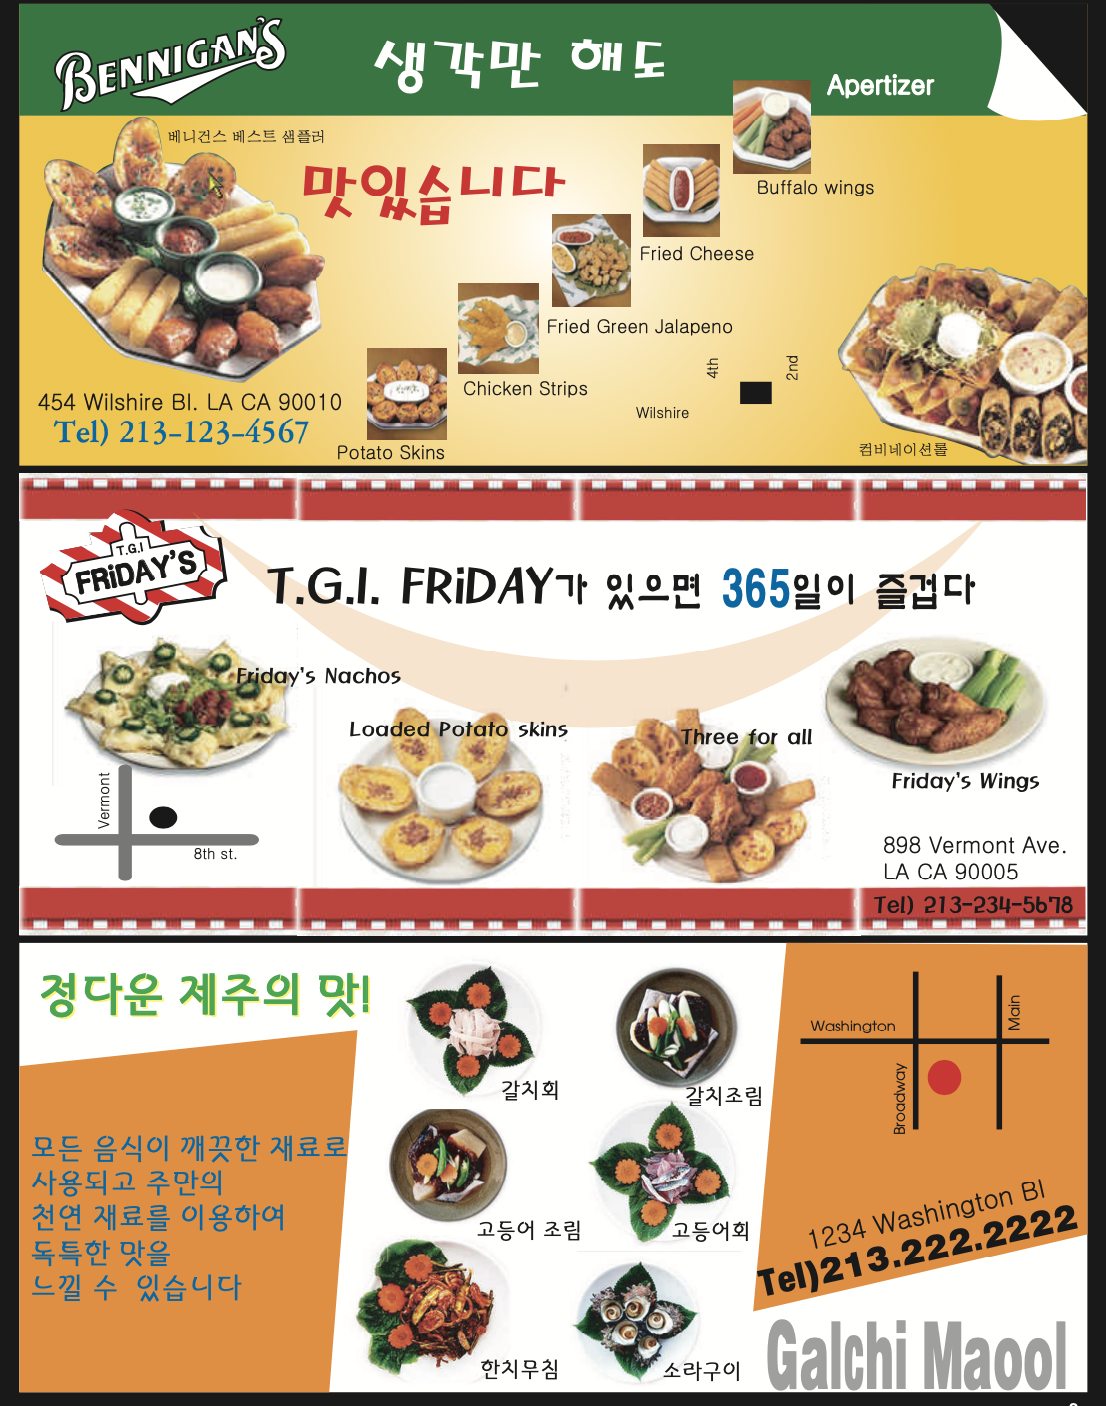 BENNIGAN'S
생각만 해도
Apertizer
베니건스 베스트 샘플러
맛있습니다
Buffalo wings
Fried Cheese
Fried Green Jalapeno
Chicken Strips
Potato Skins
4th
2nd
Wilshire
454 Wilshire Bl. LA CA 90010
Tel) 213-123-4567
컴비네이션롤
T.G.I
FRiDAY'S
T.G.I. FRiDAY가 있으면 365일이 즐겁다
Friday's Nachos
Loaded Potato skins
Three for all
Friday's Wings
Vermont
8th st.
898 Vermont Ave.
LA CA 90005
Tel) 213-234-5678
정다운 제주의 맛!
모든 음식이 깨끗한 재료로
사용되고 주만의
천연 재료를 이용하여
독특한 맛을
느낄 수 있습니다
갈치회
갈치조림
고등어 조림
고등어회
한치무침
소라구이
Washington
Main
Broadway
1234 Washington Bl
Tel)213.222.2222
Galchi Maool